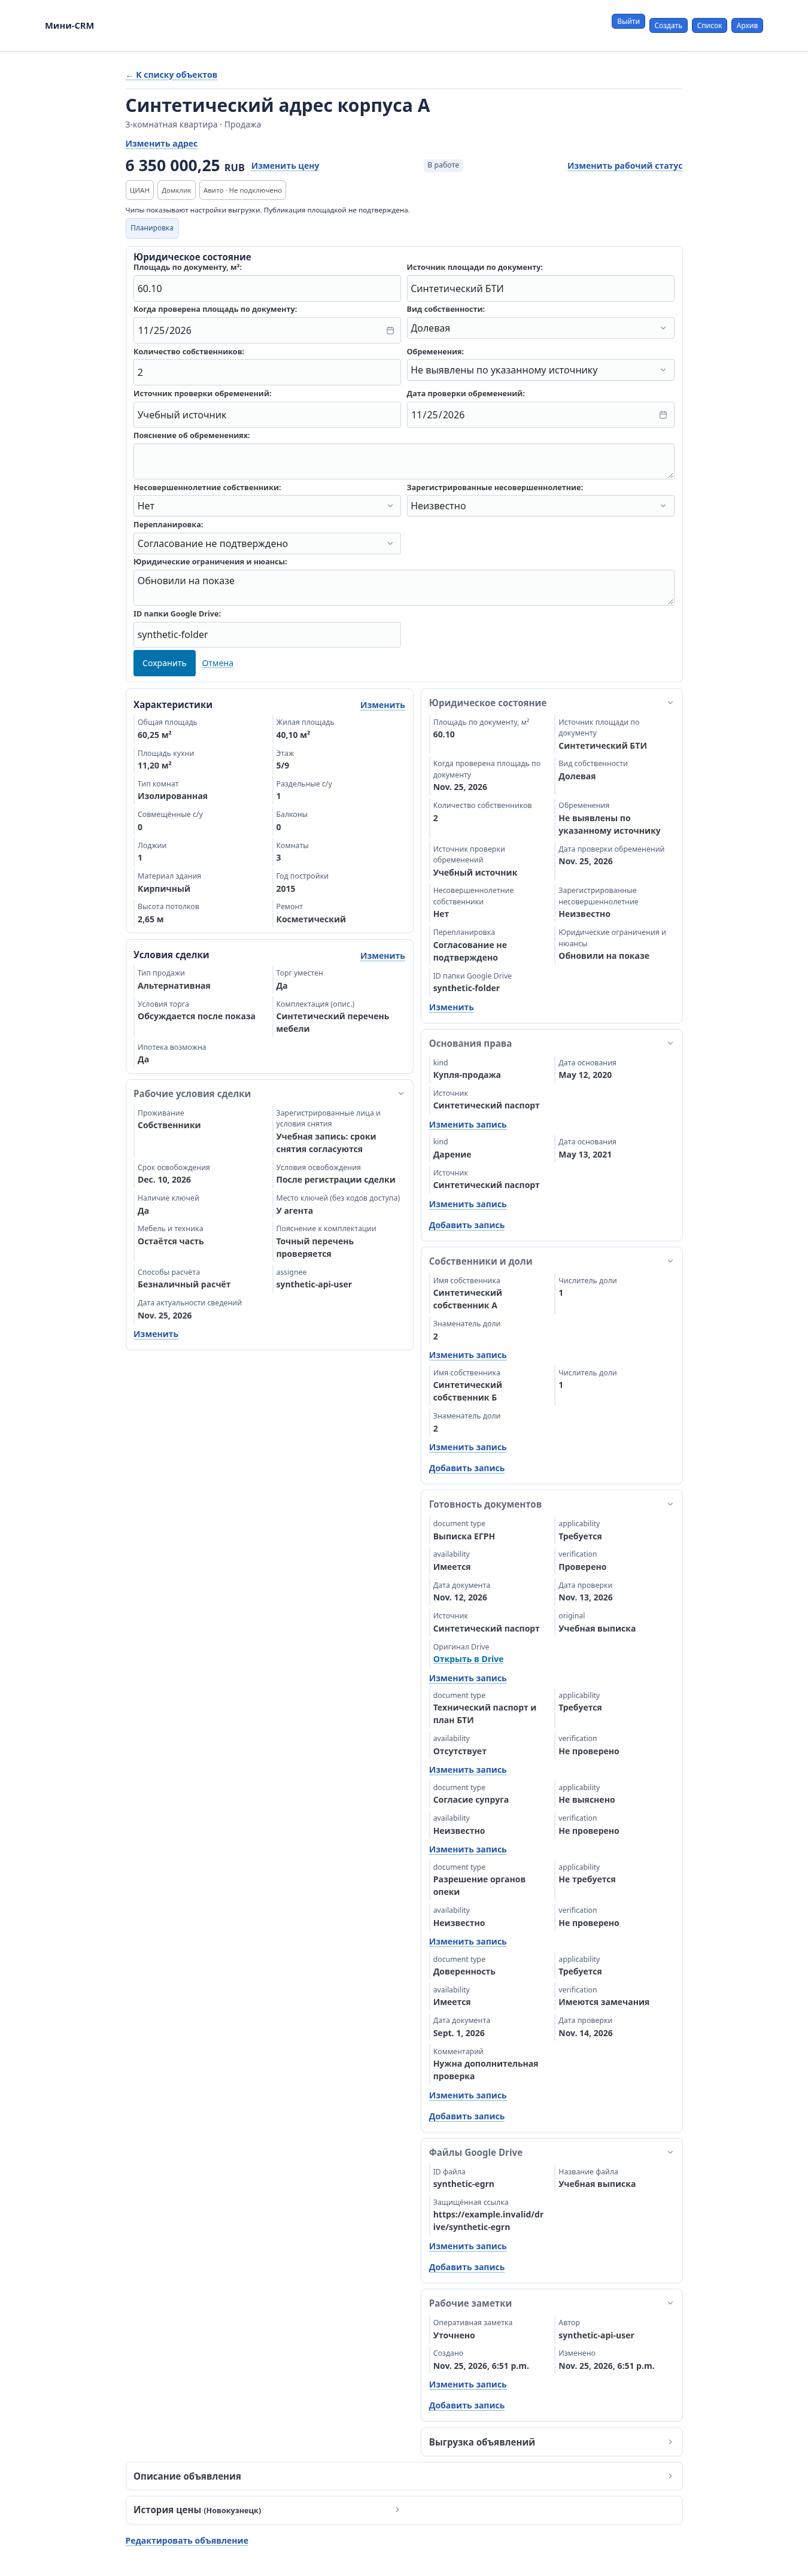 Мини-CRM
Выйти
Создать
Список
Архив
← К списку объектов
Синтетический адрес корпуса А
3-комнатная квартира · Продажа
Изменить адрес
6 350 000,25 RUB Изменить цену
В работе
Изменить рабочий статус
ЦИАН
Домклик
Авито · Не подключено
Чипы показывают настройки выгрузки. Публикация площадкой не подтверждена.
Планировка
Юридическое состояние
Площадь по документу, м²:
Источник площади по документу:
60.10
Синтетический БТИ
Когда проверена площадь по документу:
Вид собственности:
11/25/2026
Долевая
Количество собственников:
Обременения:
2
Не выявлены по указанному источнику
Источник проверки обременений:
Дата проверки обременений:
Учебный источник
11/25/2026
Пояснение об обременениях:
Несовершеннолетние собственники:
Зарегистрированные несовершеннолетние:
Нет
Неизвестно
Перепланировка:
Согласование не подтверждено
Юридические ограничения и нюансы:
Обновили на показе
ID папки Google Drive:
synthetic-folder
Сохранить
Отмена
Характеристики
Изменить
Общая площадь
Жилая площадь
60,25 м²
40,10 м²
Площадь кухни
Этаж
11,20 м²
5/9
Тип комнат
Раздельные с/у
Изолированная
1
Совмещённые с/у
Балконы
0
0
Лоджии
Комнаты
1
3
Материал здания
Год постройки
Кирпичный
2015
Высота потолков
Ремонт
2,65 м
Косметический
Условия сделки
Изменить
Тип продажи
Торг уместен
Альтернативная
Да
Условия торга
Комплектация (опис.)
Обсуждается после показа
Синтетический перечень
мебели
Ипотека возможна
Да
Рабочие условия сделки
Проживание
Зарегистрированные лица и
условия снятия
Собственники
Учебная запись: сроки
снятия согласуются
Срок освобождения
Условия освобождения
Dec. 10, 2026
После регистрации сделки
Наличие ключей
Место ключей (без кодов доступа)
Да
У агента
Мебель и техника
Пояснение к комплектации
Остаётся часть
Точный перечень
проверяется
Способы расчёта
assignee
Безналичный расчёт
synthetic-api-user
Дата актуальности сведений
Nov. 25, 2026
Изменить
Юридическое состояние
Площадь по документу, м²
Источник площади по
документу
60.10
Синтетический БТИ
Когда проверена площадь по
документу
Вид собственности
Nov. 25, 2026
Долевая
Количество собственников
Обременения
2
Не выявлены по
указанному источнику
Источник проверки
обременений
Дата проверки обременений
Учебный источник
Nov. 25, 2026
Несовершеннолетние
собственники
Зарегистрированные
несовершеннолетние
Нет
Неизвестно
Перепланировка
Юридические ограничения и
нюансы
Согласование не
подтверждено
Обновили на показе
ID папки Google Drive
synthetic-folder
Изменить
Основания права
kind
Дата основания
Купля-продажа
May 12, 2020
Источник
Синтетический паспорт
Изменить запись
kind
Дата основания
Дарение
May 13, 2021
Источник
Синтетический паспорт
Изменить запись
Добавить запись
Собственники и доли
Имя собственника
Числитель доли
Синтетический
собственник А
1
Знаменатель доли
2
Изменить запись
Имя собственника
Числитель доли
Синтетический
собственник Б
1
Знаменатель доли
2
Изменить запись
Добавить запись
Готовность документов
document type
applicability
Выписка ЕГРН
Требуется
availability
verification
Имеется
Проверено
Дата документа
Дата проверки
Nov. 12, 2026
Nov. 13, 2026
Источник
original
Синтетический паспорт
Учебная выписка
Оригинал Drive
Открыть в Drive
Изменить запись
document type
applicability
Технический паспорт и
план БТИ
Требуется
availability
verification
Отсутствует
Не проверено
Изменить запись
document type
applicability
Согласие супруга
Не выяснено
availability
verification
Неизвестно
Не проверено
Изменить запись
document type
applicability
Разрешение органов
опеки
Не требуется
availability
verification
Неизвестно
Не проверено
Изменить запись
document type
applicability
Доверенность
Требуется
availability
verification
Имеется
Имеются замечания
Дата документа
Дата проверки
Sept. 1, 2026
Nov. 14, 2026
Комментарий
Нужна дополнительная
проверка
Изменить запись
Добавить запись
Файлы Google Drive
ID файла
Название файла
synthetic-egrn
Учебная выписка
Защищённая ссылка
https://example.invalid/dr
ive/synthetic-egrn
Изменить запись
Добавить запись
Рабочие заметки
Оперативная заметка
Автор
Уточнено
synthetic-api-user
Создано
Изменено
Nov. 25, 2026, 6:51 p.m.
Nov. 25, 2026, 6:51 p.m.
Изменить запись
Добавить запись
Выгрузка объявлений
Описание объявления
История цены (Новокузнецк)
Редактировать объявление